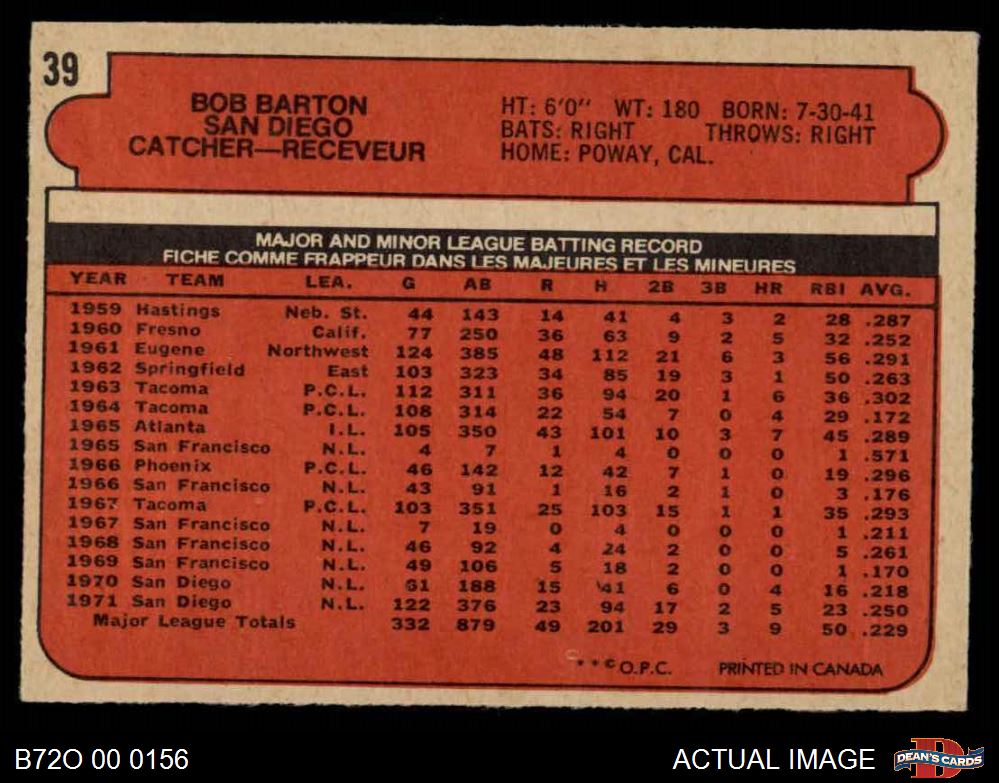 39
BOB BARTON
SAN DIEGO
CATCHER—RECEVEUR
HT: 6'0" WT: 180 BORN: 7-30-41
BATS: RIGHT THROWS: RIGHT
HOME: POWAY, CAL.
MAJOR AND MINOR LEAGUE BATTING RECORD
FICHE COMME FRAPPEUR DANS LES MAJEURES ET LES MINEURES
YEAR TEAM LEA. G AB R H 2B 3B HR RBI AVG.
1959 Hastings Neb. St. 44 143 14 41 4 3 2 28 .287
1960 Fresno Calif. 77 250 36 63 9 2 5 32 .252
1961 Eugene Northwest 124 385 48 112 21 6 3 56 .291
1962 Springfield East 103 323 34 85 19 3 1 50 .263
1963 Tacoma P.C.L. 112 311 36 94 20 1 6 36 .302
1964 Tacoma P.C.L. 108 314 22 54 7 0 4 29 .172
1965 Atlanta I.L. 105 350 43 101 10 3 7 45 .289
1965 San Francisco N.L. 4 7 1 4 0 0 0 1 .571
1966 Phoenix P.C.L. 46 142 12 42 7 1 0 19 .296
1966 San Francisco N.L. 43 91 1 16 2 1 0 3 .176
1967 Tacoma P.C.L. 103 351 25 103 15 1 1 35 .293
1967 San Francisco N.L. 7 19 0 4 0 0 0 1 .211
1968 San Francisco N.L. 46 92 4 24 2 0 0 5 .261
1969 San Francisco N.L. 49 106 5 18 2 0 0 1 .170
1970 San Diego N.L. 61 188 15 41 6 0 4 16 .218
1971 San Diego N.L. 122 376 23 94 17 2 5 23 .250
Major League Totals 332 879 49 201 29 3 9 50 .229
**© O.P.C. PRINTED IN CANADA
B72O 00 0156
ACTUAL IMAGE
DEAN'S CARDS